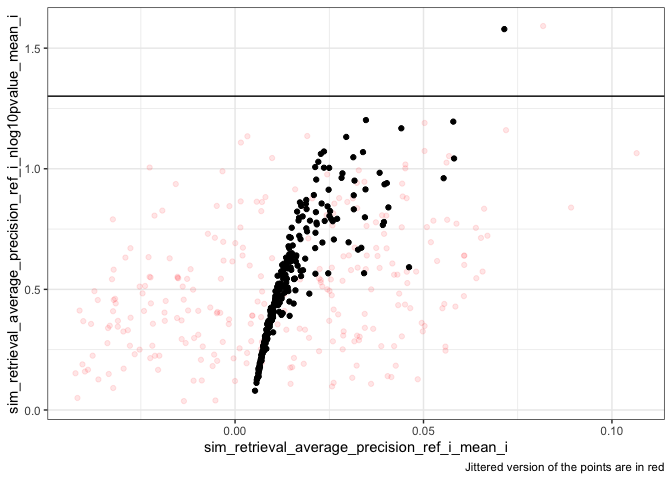 sim_retrieval_average_precision_ref_i_nlog10pvalue_mean_i
1.5
1.0
0.5
0.0
0.00
0.05
0.10
sim_retrieval_average_precision_ref_i_mean_i
Jittered version of the points are in red